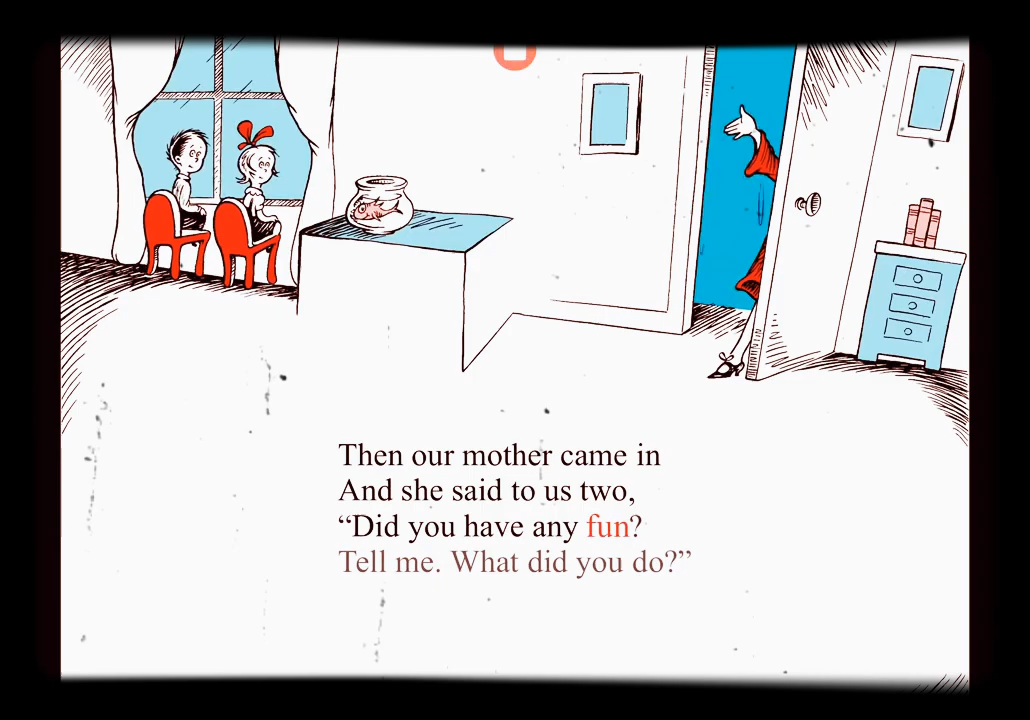 Then our mother came in
And she said to us two,
“Did you have any fun?
Tell me. What did you do?”